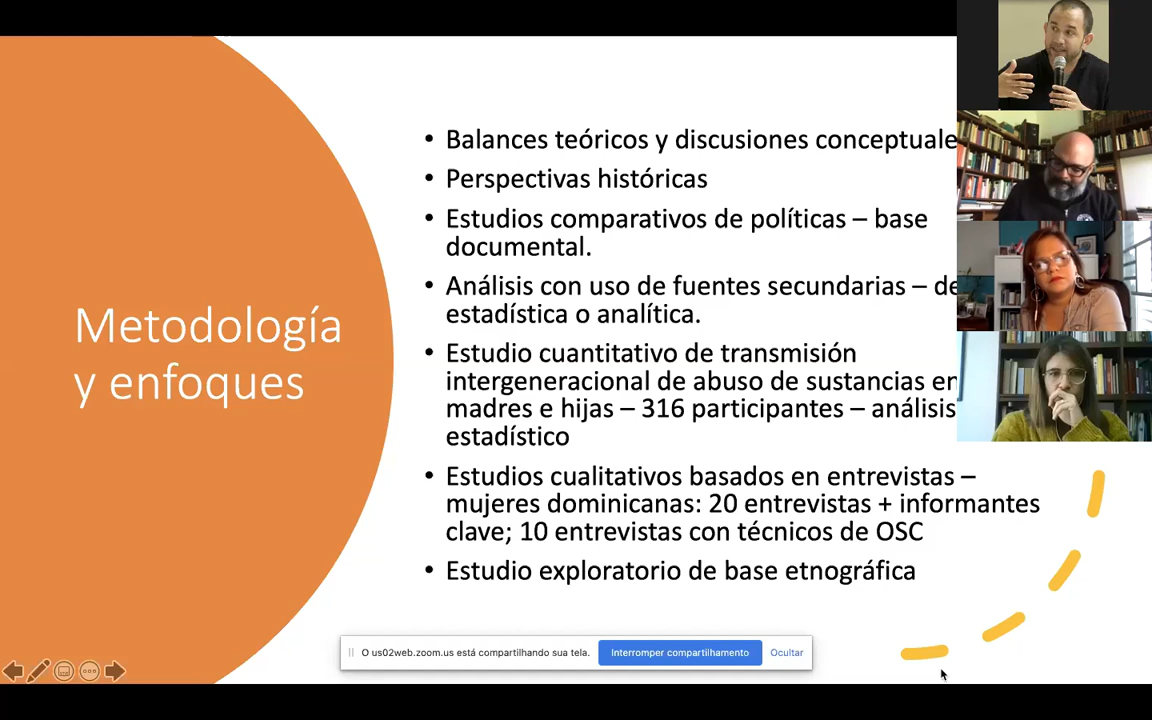 Metodología
y enfoques
• Balances teóricos y discusiones conceptuale
• Perspectivas históricas
• Estudios comparativos de políticas – base
documental.
• Análisis con uso de fuentes secundarias – de
estadística o analítica.
• Estudio cuantitativo de transmisión
intergeneracional de abuso de sustancias en
madres e hijas – 316 participantes – análisis
estadístico
• Estudios cualitativos basados en entrevistas –
mujeres dominicanas: 20 entrevistas + informantes
clave; 10 entrevistas con técnicos de OSC
• Estudio exploratorio de base etnográfica
O us02web.zoom.us está compartilhando sua tela.
Interromper compartilhamento
Ocultar